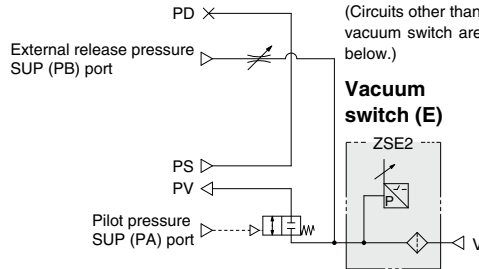 PD
(Circuits other than
vacuum switch are
below.)
External release pressure
SUP (PB) port
Vacuum
switch (E)
ZSE2
P
PS
PV
Pilot pressure
SUP (PA) port
V